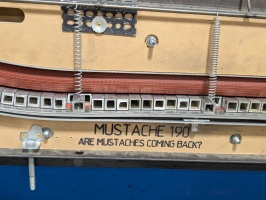 MUSTACHE 190
ARE MUSTACHES COMING BACK?